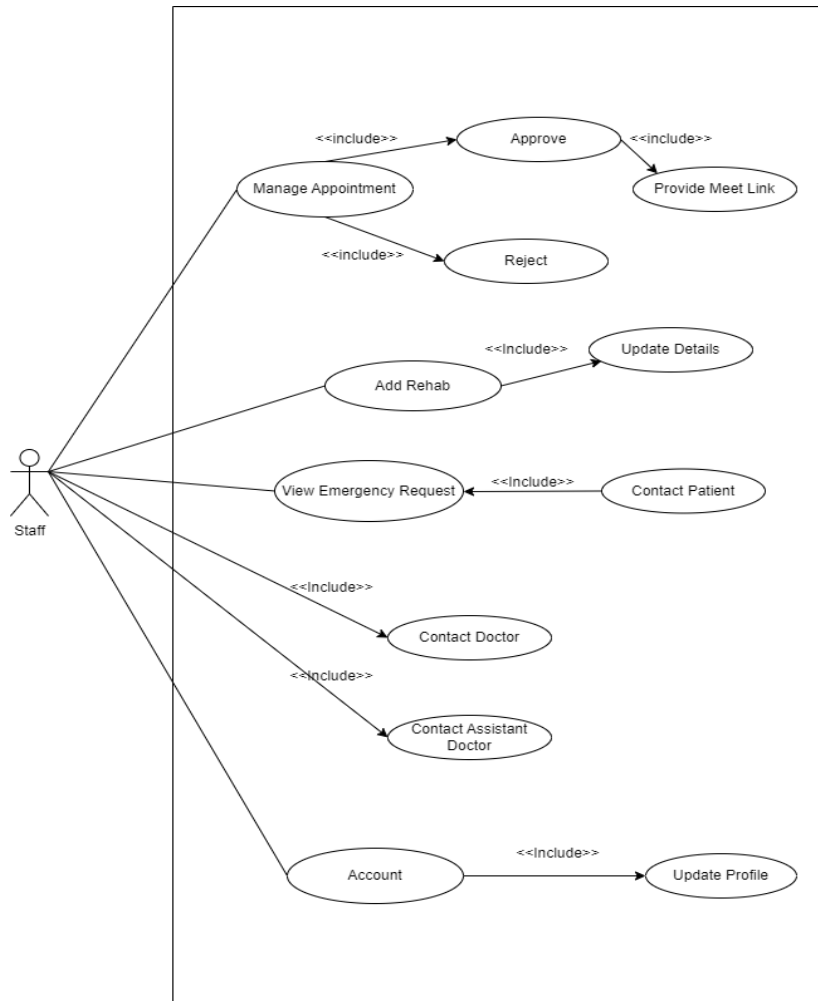 <<include>>
Approve
<<include>>
Manage Appointment
Provide Meet Link
<<include>>
Reject
<<Include>>
Update Details
Add Rehab
View Emergency Request
<<Include>>
Contact Patient
Staff
<<Include>>
Contact Doctor
<<Include>>
Contact Assistant
Doctor
Account
<<Include>>
Update Profile